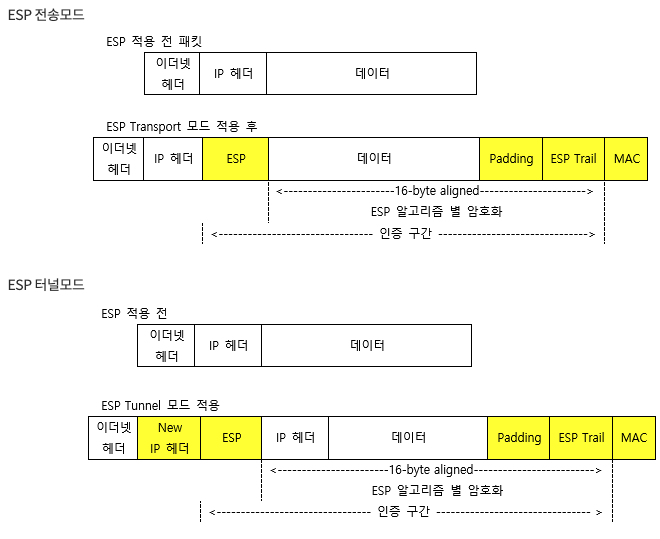 ESP 전송모드
ESP 적용 전 패킷
이더넷 헤더 IP 헤더 데이터
ESP Transport 모드 적용 후
이더넷 헤더 IP 헤더 ESP 데이터 Padding ESP Trail MAC
<-----------------------16-byte aligned---------------------->
ESP 알고리즘 별 암호화
<-------------------------------- 인증 구간 ------------------------------->
ESP 터널모드
ESP 적용 전
이더넷 헤더 IP 헤더 데이터
ESP Tunnel 모드 적용
이더넷 헤더 New IP 헤더 ESP IP 헤더 데이터 Padding ESP Trail MAC
<-----------------------16-byte aligned------------------------->
ESP 알고리즘 별 암호화
<-------------------------------- 인증 구간 -------------------------------- >